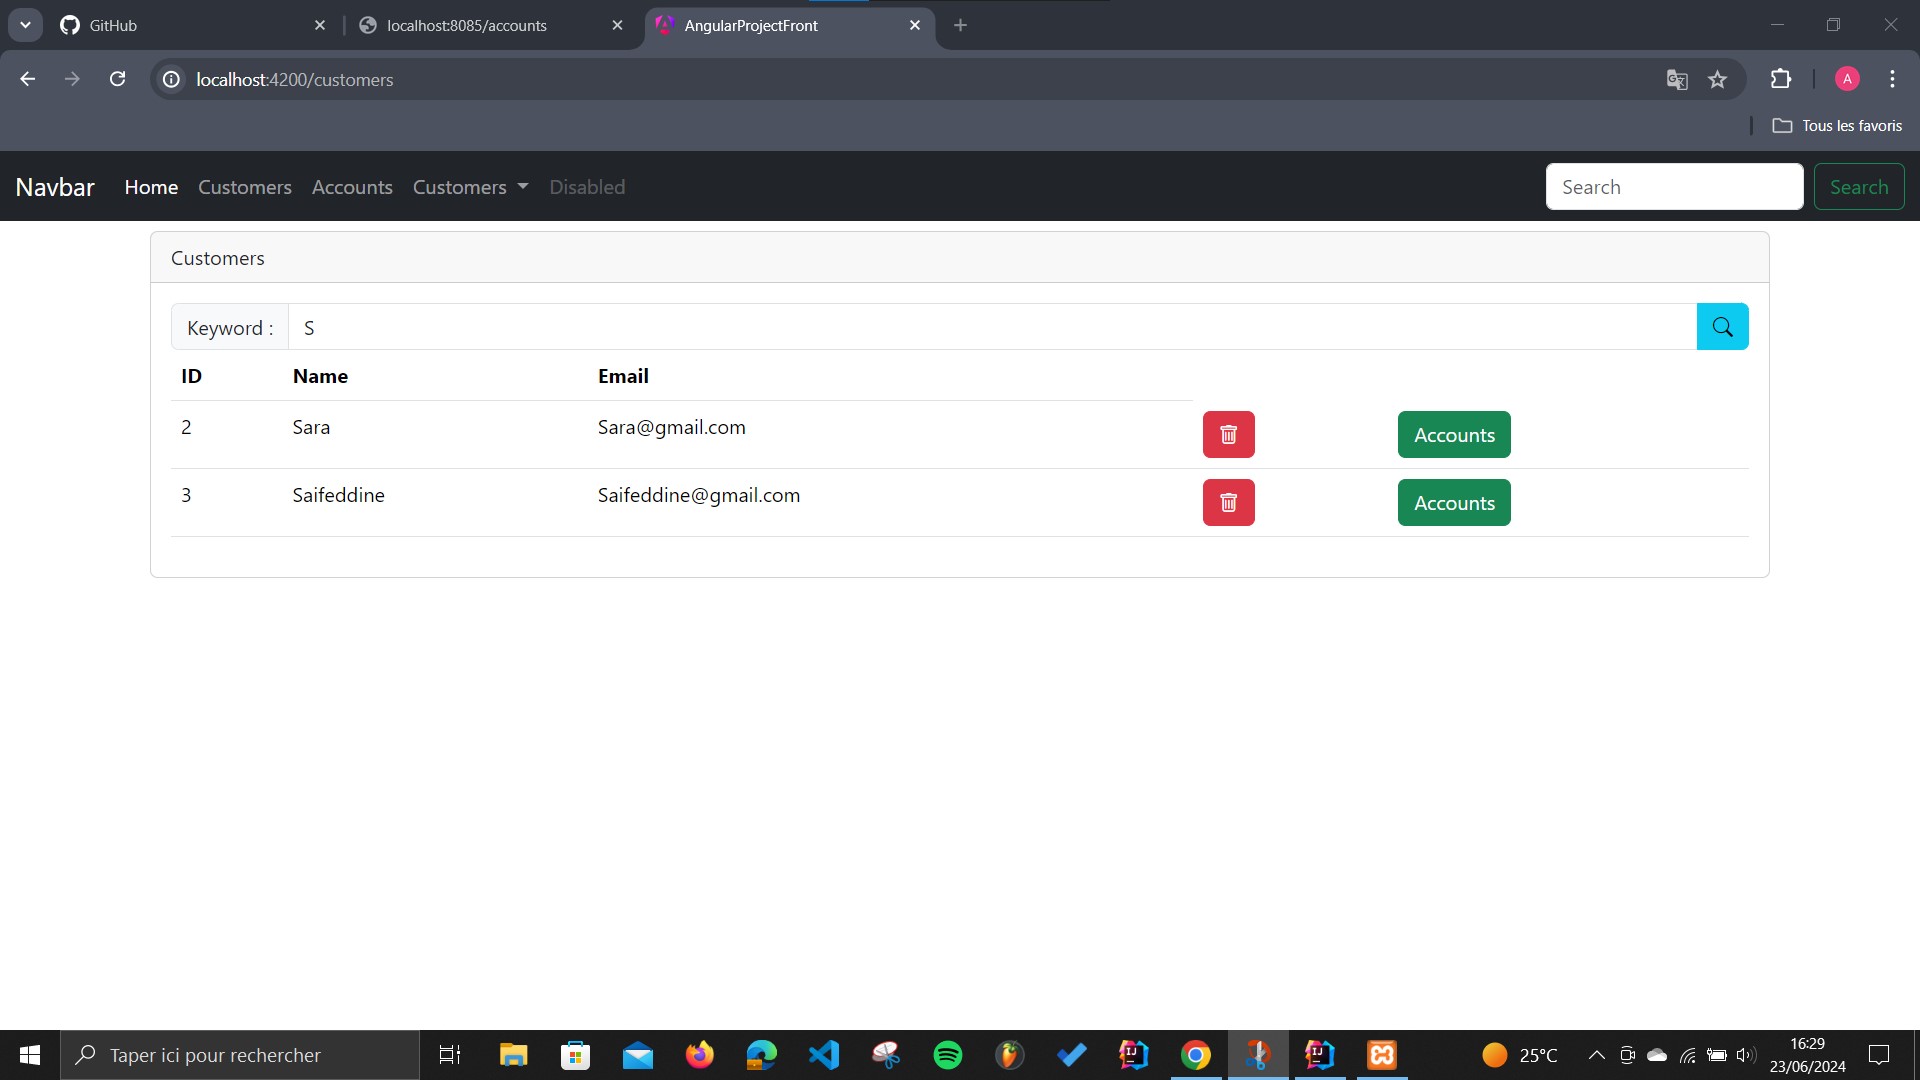 GitHub
localhost:8085/accounts
AngularProjectFront
localhost:4200/customers
A
Tous les favoris
Navbar Home Customers Accounts Customers Disabled Search Search
Customers
Keyword : S
ID Name Email
2 Sara Sara@gmail.com Accounts
3 Saifeddine Saifeddine@gmail.com Accounts
Taper ici pour rechercher
25°C
16:29
23/06/2024